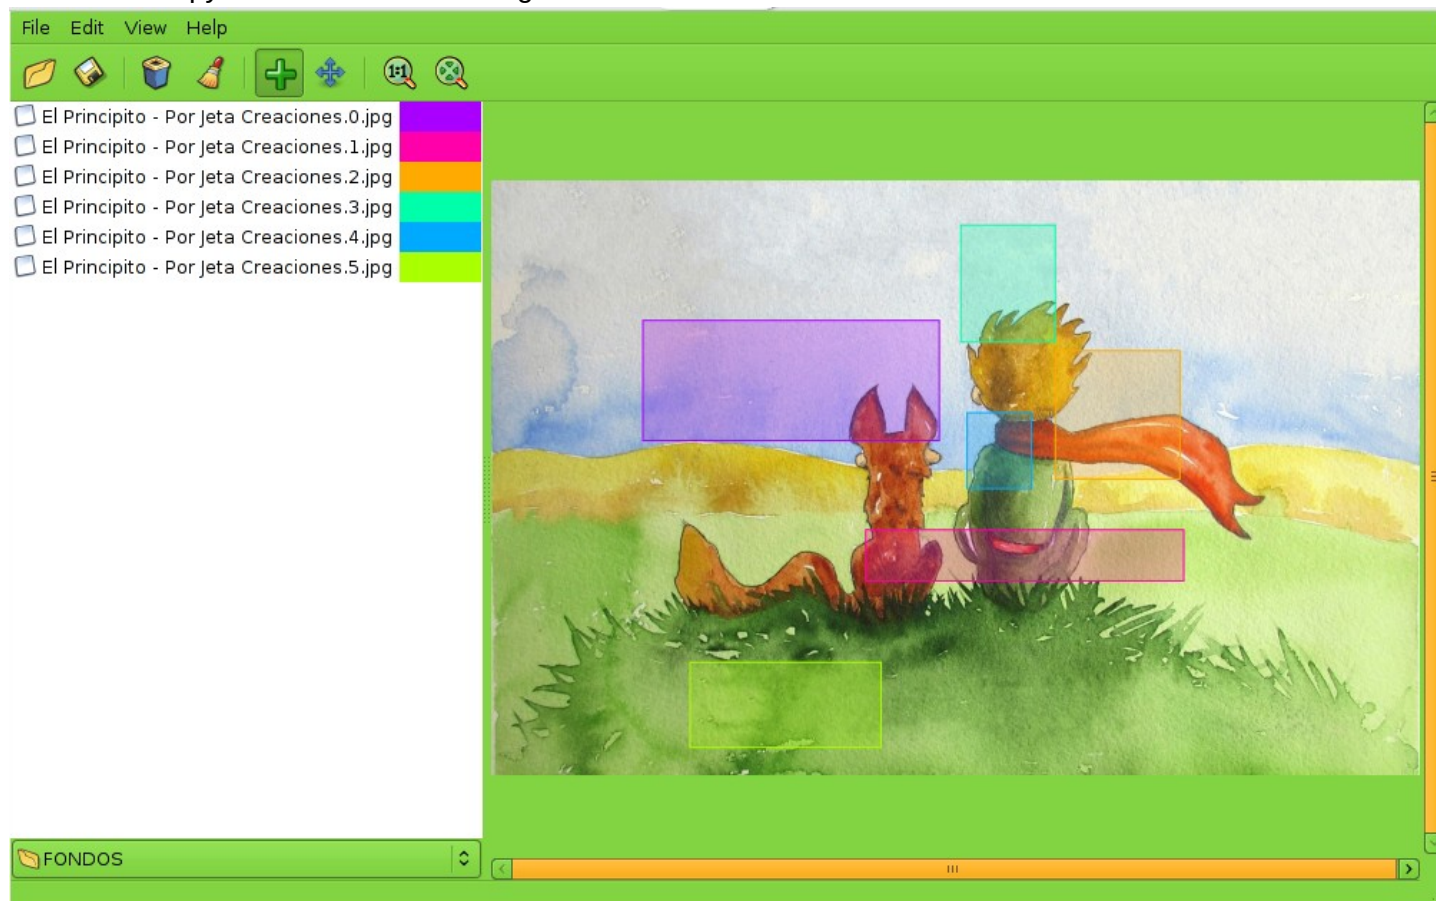 File Edit View Help
1:1
El Principito - Por Jeta Creaciones.0.jpg
El Principito - Por Jeta Creaciones.1.jpg
El Principito - Por Jeta Creaciones.2.jpg
El Principito - Por Jeta Creaciones.3.jpg
El Principito - Por Jeta Creaciones.4.jpg
El Principito - Por Jeta Creaciones.5.jpg
FONDOS